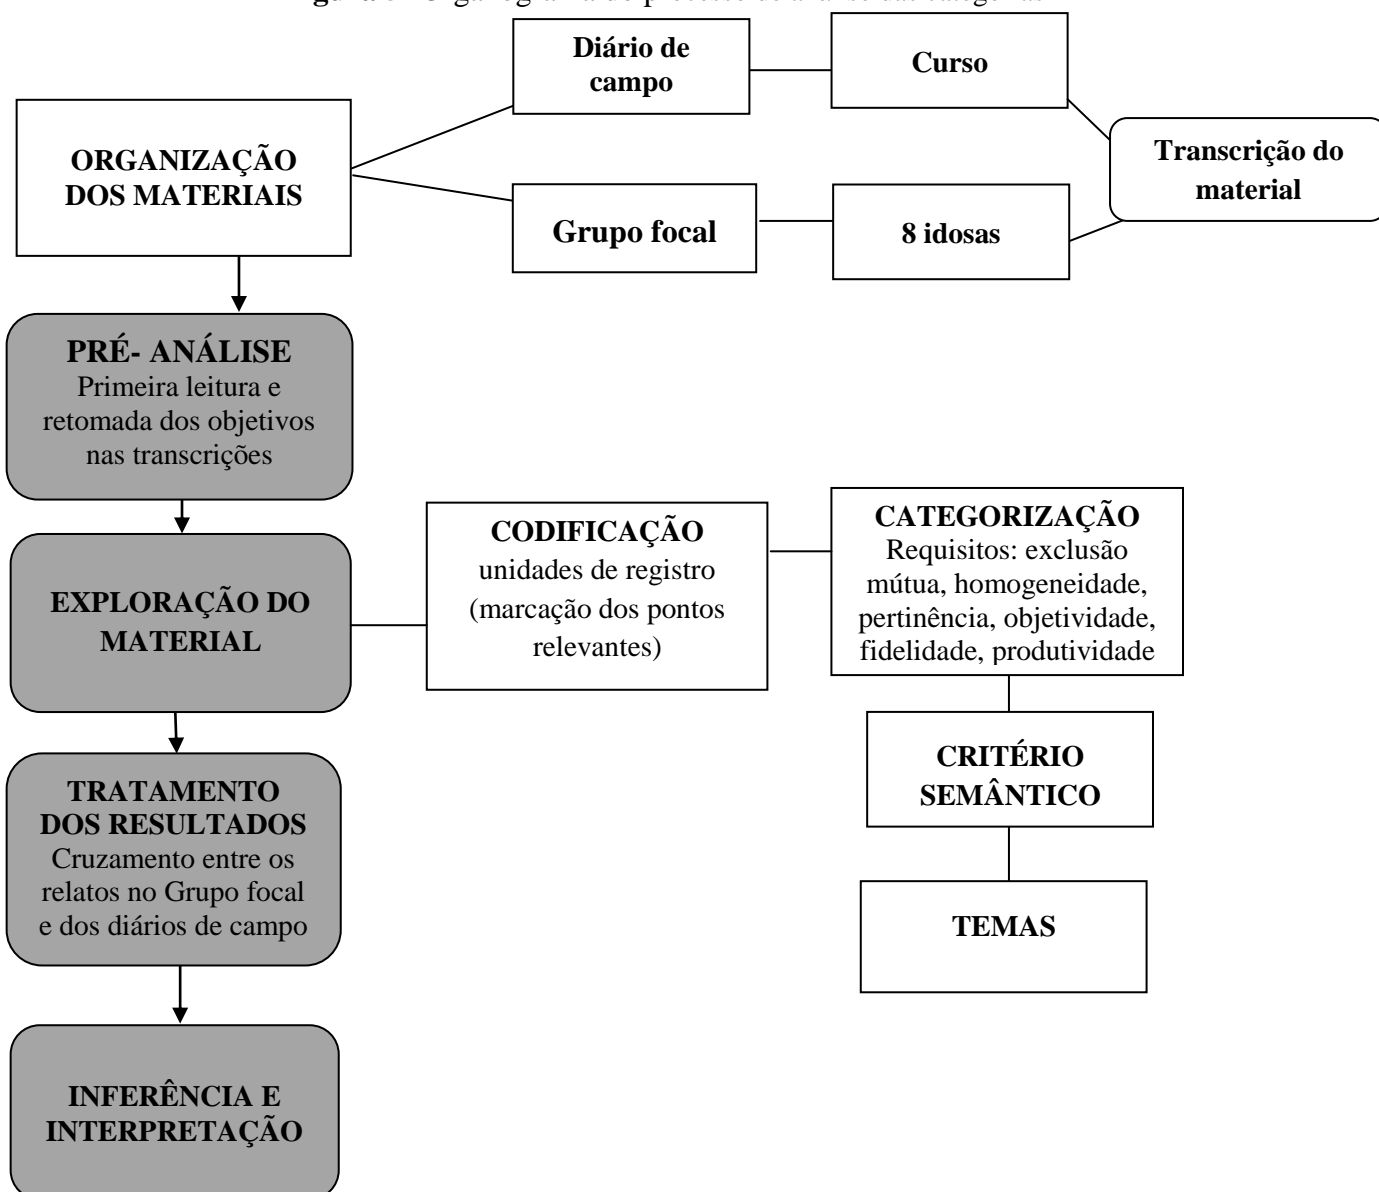 Diário de
campo
Curso
ORGANIZAÇÃO
DOS MATERIAIS
Transcrição do
material
Grupo focal
8 idosas
PRÉ- ANÁLISE
Primeira leitura e
retomada dos objetivos
nas transcrições
EXPLORAÇÃO DO
MATERIAL
CODIFICAÇÃO
unidades de registro
(marcação dos pontos
relevantes)
CATEGORIZAÇÃO
Requisitos: exclusão
mútua, homogeneidade,
pertinência, objetividade,
fidelidade, produtividade
CRITÉRIO
SEMÂNTICO
TEMAS
TRATAMENTO
DOS RESULTADOS
Cruzamento entre os
relatos no Grupo focal
e dos diários de campo
INFERÊNCIA E
INTERPRETAÇÃO